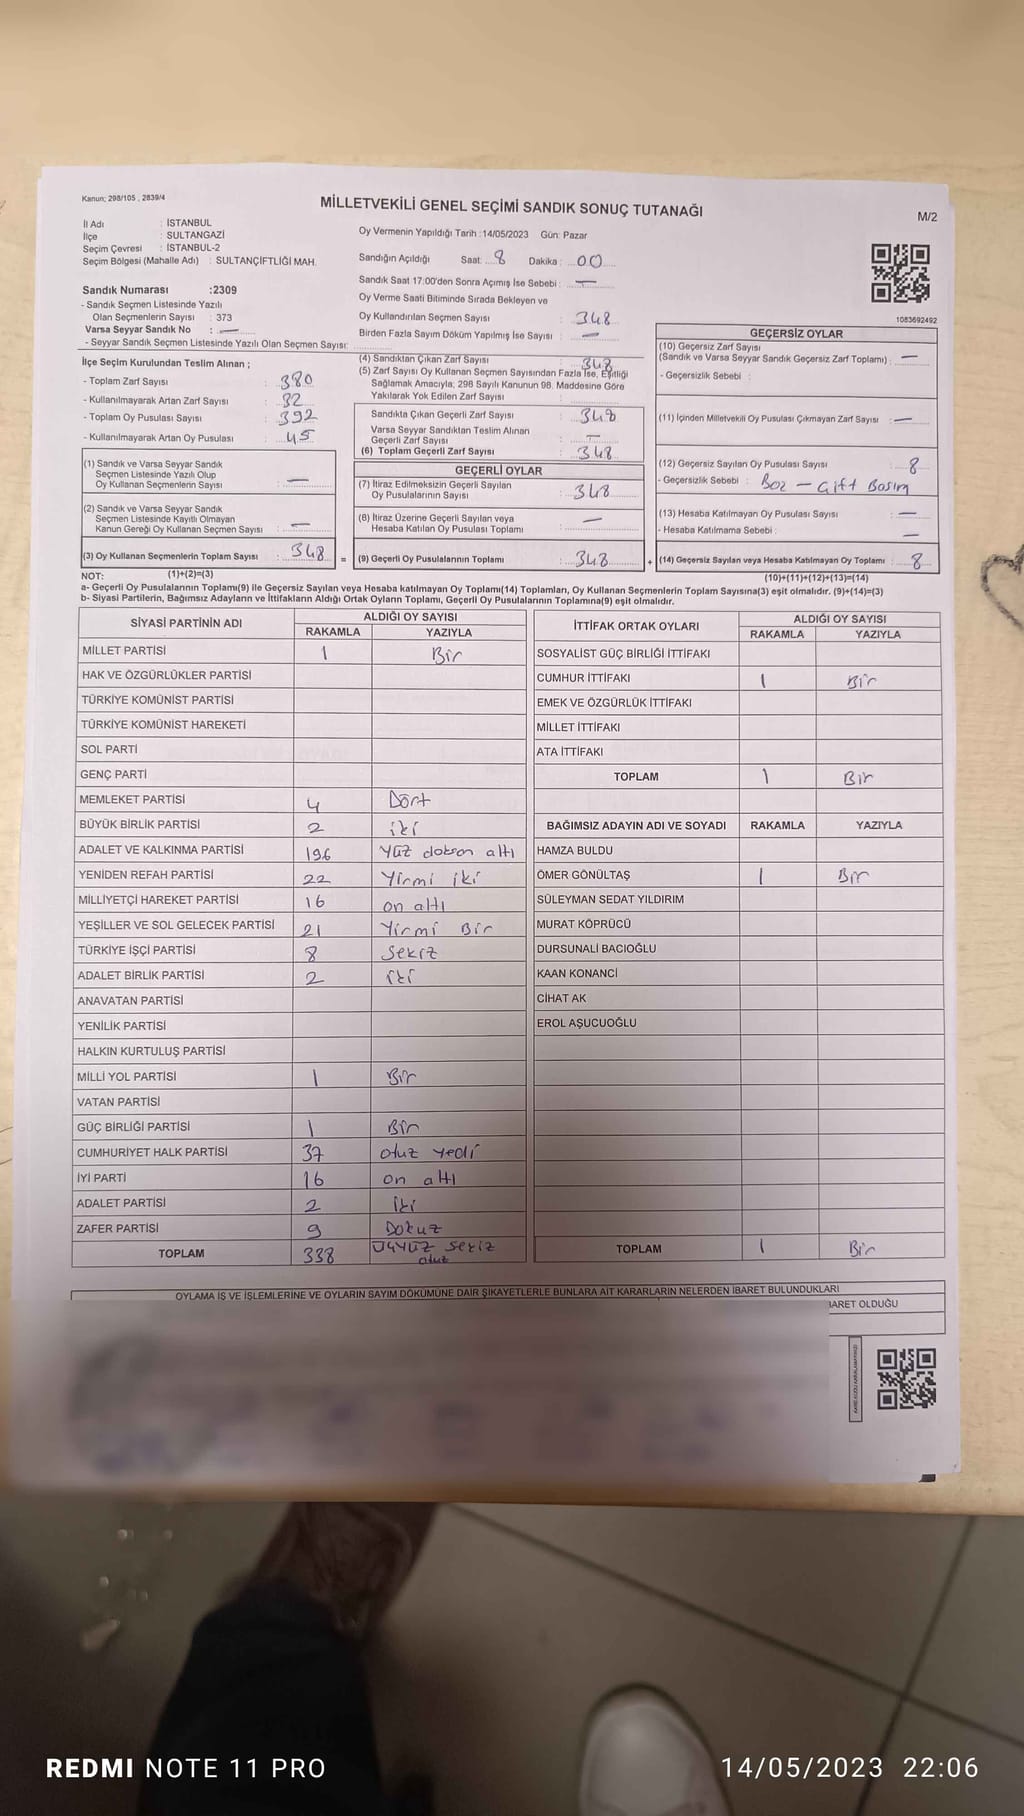 Kanun; 298/105 , 2839/4
MİLLETVEKİLİ GENEL SEÇİMİ SANDIK SONUÇ TUTANAĞI
M/2
İl Adı : İSTANBUL
İlçe : SULTANGAZİ
Seçim Çevresi : İSTANBUL-2
Seçim Bölgesi (Mahalle Adı) : SULTANÇİFTLİĞİ MAH.
Sandık Numarası :2309
- Sandık Seçmen Listesinde Yazılı
Olan Seçmenlerin Sayısı : 373
Varsa Seyyar Sandık No : —
- Seyyar Sandık Seçmen Listesinde Yazılı Olan Seçmen Sayısı:
İlçe Seçim Kurulundan Teslim Alınan ;
- Toplam Zarf Sayısı : 380
- Kullanılmayarak Artan Zarf Sayısı : 32
- Toplam Oy Pusulası Sayısı : 392
- Kullanılmayarak Artan Oy Pusulası : 45
(1) Sandık ve Varsa Seyyar Sandık
Seçmen Listesinde Yazılı Olup
Oy Kullanan Seçmenlerin Sayısı : —
(2) Sandık ve Varsa Seyyar Sandık
Seçmen Listesinde Kayıtlı Olmayan
Kanun Gereği Oy Kullanan Seçmen Sayısı : —
(3) Oy Kullanan Seçmenlerin Toplam Sayısı : 348 =
Oy Vermenin Yapıldığı Tarih :14/05/2023 Gün: Pazar
Sandığın Açıldığı Saat: 8 Dakika : 00
Sandık Saat 17:00'den Sonra Açımış İse Sebebi : —
Oy Verme Saati Bitiminde Sırada Bekleyen ve
Oy Kullandırılan Seçmen Sayısı : 348
Birden Fazla Sayım Döküm Yapılmış İse Sayısı : —
(4) Sandıktan Çıkan Zarf Sayısı : 348
(5) Zarf Sayısı Oy Kullanan Seçmen Sayısından Fazla İse, Eşitliği
Sağlamak Amacıyla; 298 Sayılı Kanunun 98. Maddesine Göre
Yakılarak Yok Edilen Zarf Sayısı :
Sandıkta Çıkan Geçerli Zarf Sayısı : 348
Varsa Seyyar Sandıktan Teslim Alınan
Geçerli Zarf Sayısı : —
(6) Toplam Geçerli Zarf Sayısı : 348
GEÇERLİ OYLAR
(7) İtiraz Edilmeksizin Geçerli Sayılan
Oy Pusulalarının Sayısı : 348
(8) İtiraz Üzerine Geçerli Sayılan veya
Hesaba Katılan Oy Pusulası Toplamı : —
(9) Geçerli Oy Pusulalarının Toplamı : 348 +
1083692492
GEÇERSİZ OYLAR
(10) Geçersiz Zarf Sayısı
(Sandık ve Varsa Seyyar Sandık Geçersiz Zarf Toplamı) : —
- Geçersizlik Sebebi :
(11) İçinden Milletvekili Oy Pusulası Çıkmayan Zarf Sayısı : —
(12) Geçersiz Sayılan Oy Pusulası Sayısı : 8
- Geçersizlik Sebebi : Boz — Çift Basım
(13) Hesaba Katılmayan Oy Pusulası Sayısı : —
- Hesaba Katılmama Sebebi : —
(14) Geçersiz Sayılan veya Hesaba Katılmayan Oy Toplamı : 8
NOT: (1)+(2)=(3)
(10)+(11)+(12)+(13)=(14)
a- Geçerli Oy Pusulalarının Toplamı(9) ile Geçersiz Sayılan veya Hesaba katılmayan Oy Toplamı(14) Toplamları, Oy Kullanan Seçmenlerin Toplam Sayısına(3) eşit olmalıdır. (9)+(14)=(3)
b- Siyasi Partilerin, Bağımsız Adayların ve İttifakların Aldığı Ortak Oyların Toplamı, Geçerli Oy Pusulalarının Toplamına(9) eşit olmalıdır.
SİYASİ PARTİNİN ADI ALDIĞI OY SAYISI
RAKAMLA YAZIYLA
MİLLET PARTİSİ 1 Bir
HAK VE ÖZGÜRLÜKLER PARTİSİ
TÜRKİYE KOMÜNİST PARTİSİ
TÜRKİYE KOMÜNİST HAREKETİ
SOL PARTİ
GENÇ PARTİ
MEMLEKET PARTİSİ 4 Dört
BÜYÜK BİRLİK PARTİSİ 2 iki
ADALET VE KALKINMA PARTİSİ 196 Yüz dokson altı
YENİDEN REFAH PARTİSİ 22 Yirmi iki
MİLLİYETÇİ HAREKET PARTİSİ 16 on altı
YEŞİLLER VE SOL GELECEK PARTİSİ 21 Yirmi Bir
TÜRKİYE İŞÇİ PARTİSİ 8 Sekiz
ADALET BİRLİK PARTİSİ 2 iki
ANAVATAN PARTİSİ
YENİLİK PARTİSİ
HALKIN KURTULUŞ PARTİSİ
MİLLİ YOL PARTİSİ 1 Bir
VATAN PARTİSİ
GÜÇ BİRLİĞİ PARTİSİ 1 Bir
CUMHURİYET HALK PARTİSİ 37 otuz yedi
İYİ PARTİ 16 on altı
ADALET PARTİSİ 2 iki
ZAFER PARTİSİ 9 Dokuz
TOPLAM 338 Üçyüz sekiz
otuz
İTTİFAK ORTAK OYLARI ALDIĞI OY SAYISI
RAKAMLA YAZIYLA
SOSYALİST GÜÇ BİRLİĞİ İTTİFAKI
CUMHUR İTTİFAKI 1 Bir
EMEK VE ÖZGÜRLÜK İTTİFAKI
MİLLET İTTİFAKI
ATA İTTİFAKI
TOPLAM 1 Bir
BAĞIMSIZ ADAYIN ADI VE SOYADI RAKAMLA YAZIYLA
HAMZA BULDU
ÖMER GÖNÜLTAŞ 1 Bir
SÜLEYMAN SEDAT YILDIRIM
MURAT KÖPRÜCÜ
DURSUNALİ BACIOĞLU
KAAN KONANCİ
CİHAT AK
EROL AŞUCUOĞLU
TOPLAM 1 Bir
OYLAMA İŞ VE İŞLEMLERİNE VE OYLARIN SAYIM DÖKÜMÜNE DAİR ŞİKAYETLERLE BUNLARA AİT KARARLARIN NELERDEN İBARET BULUNDUKLARI
İBARET OLDUĞU
REDMI NOTE 11 PRO
14/05/2023 22:06